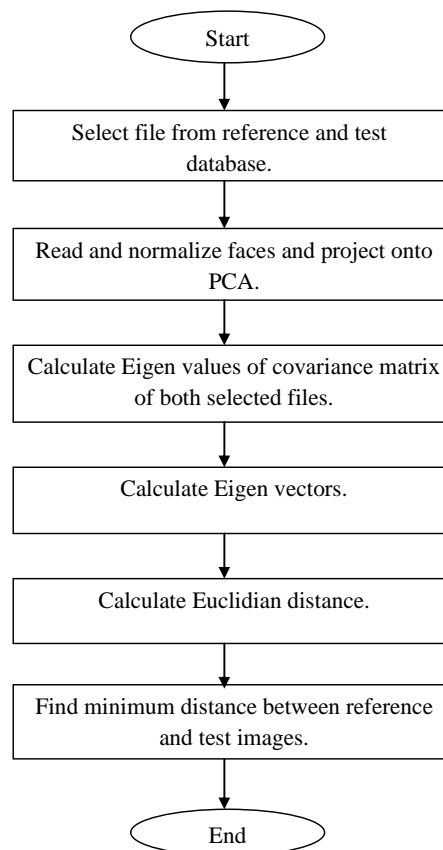 Start
Select file from reference and test
database.
Read and normalize faces and project onto
PCA.
Calculate Eigen values of covariance matrix
of both selected files.
Calculate Eigen vectors.
Calculate Euclidian distance.
Find minimum distance between reference
and test images.
End